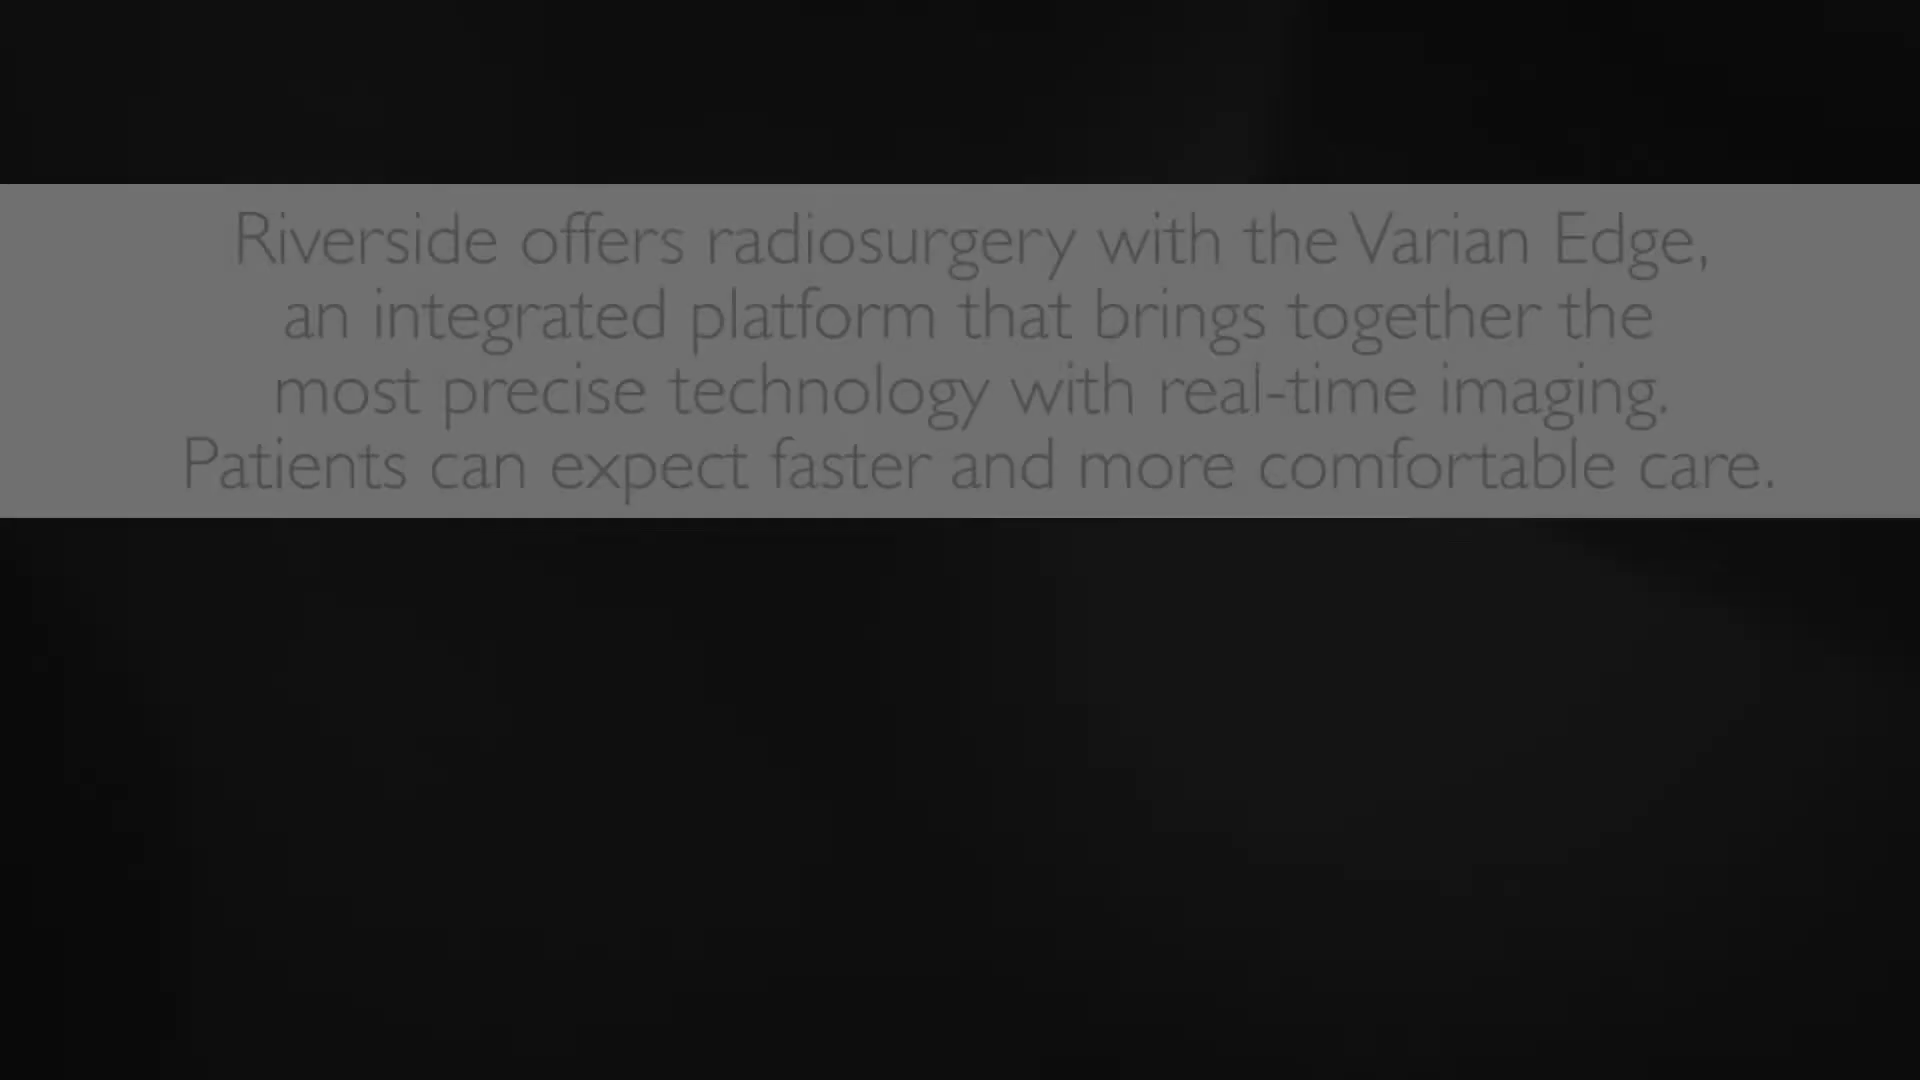 Riverside offers radiosurgery with the Varian Edge,
an integrated platform that brings together the
most precise technology with real-time imaging.
Patients can expect faster and more comfortable care.